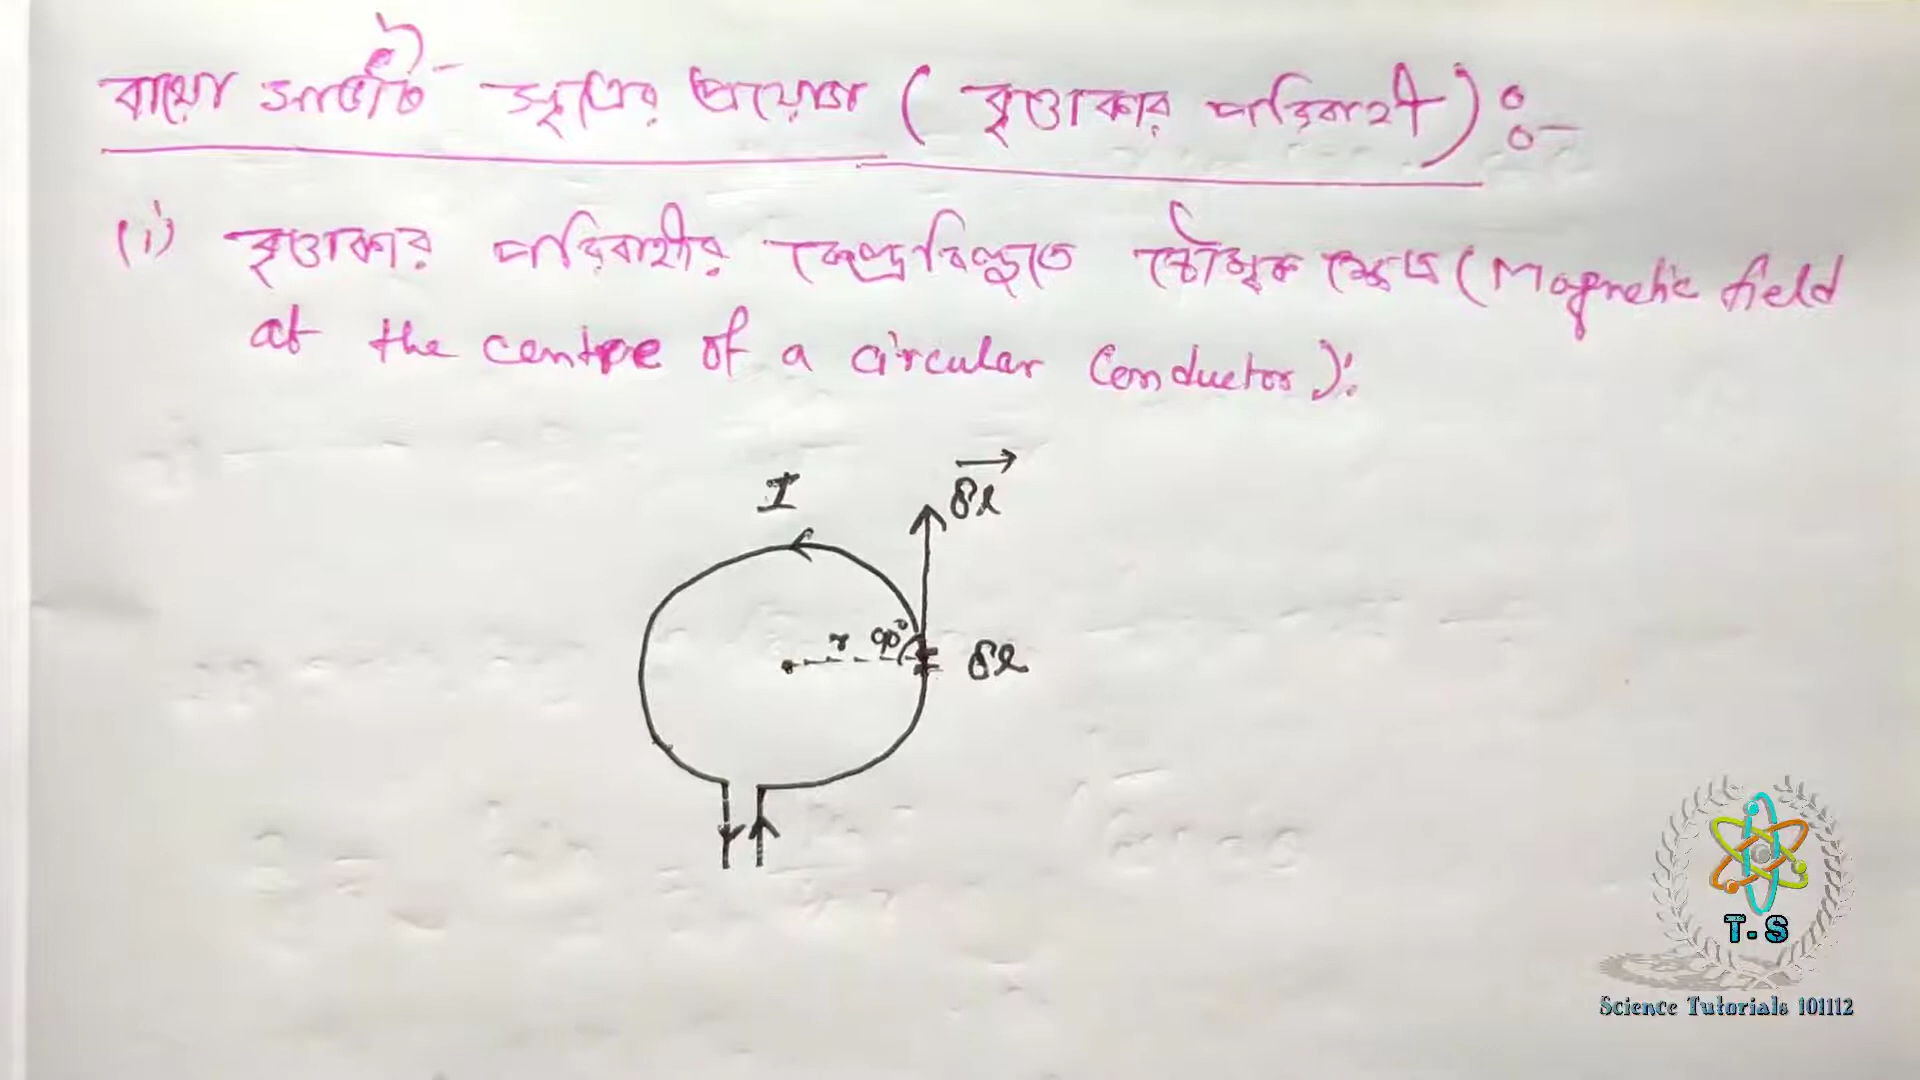 বায়ো সার্ভাট সূত্রের প্রয়োগ ( বৃত্তাকার পরিবাহী ) :-
(i) বৃত্তাকার পরিবাহীর কেন্দ্রবিন্দুতে চৌম্বক ক্ষেত্র (Magnetic field
at the centre of a circular Conductor):
I
δl
r 90°
δl
T.S
Science Tutorials 101112